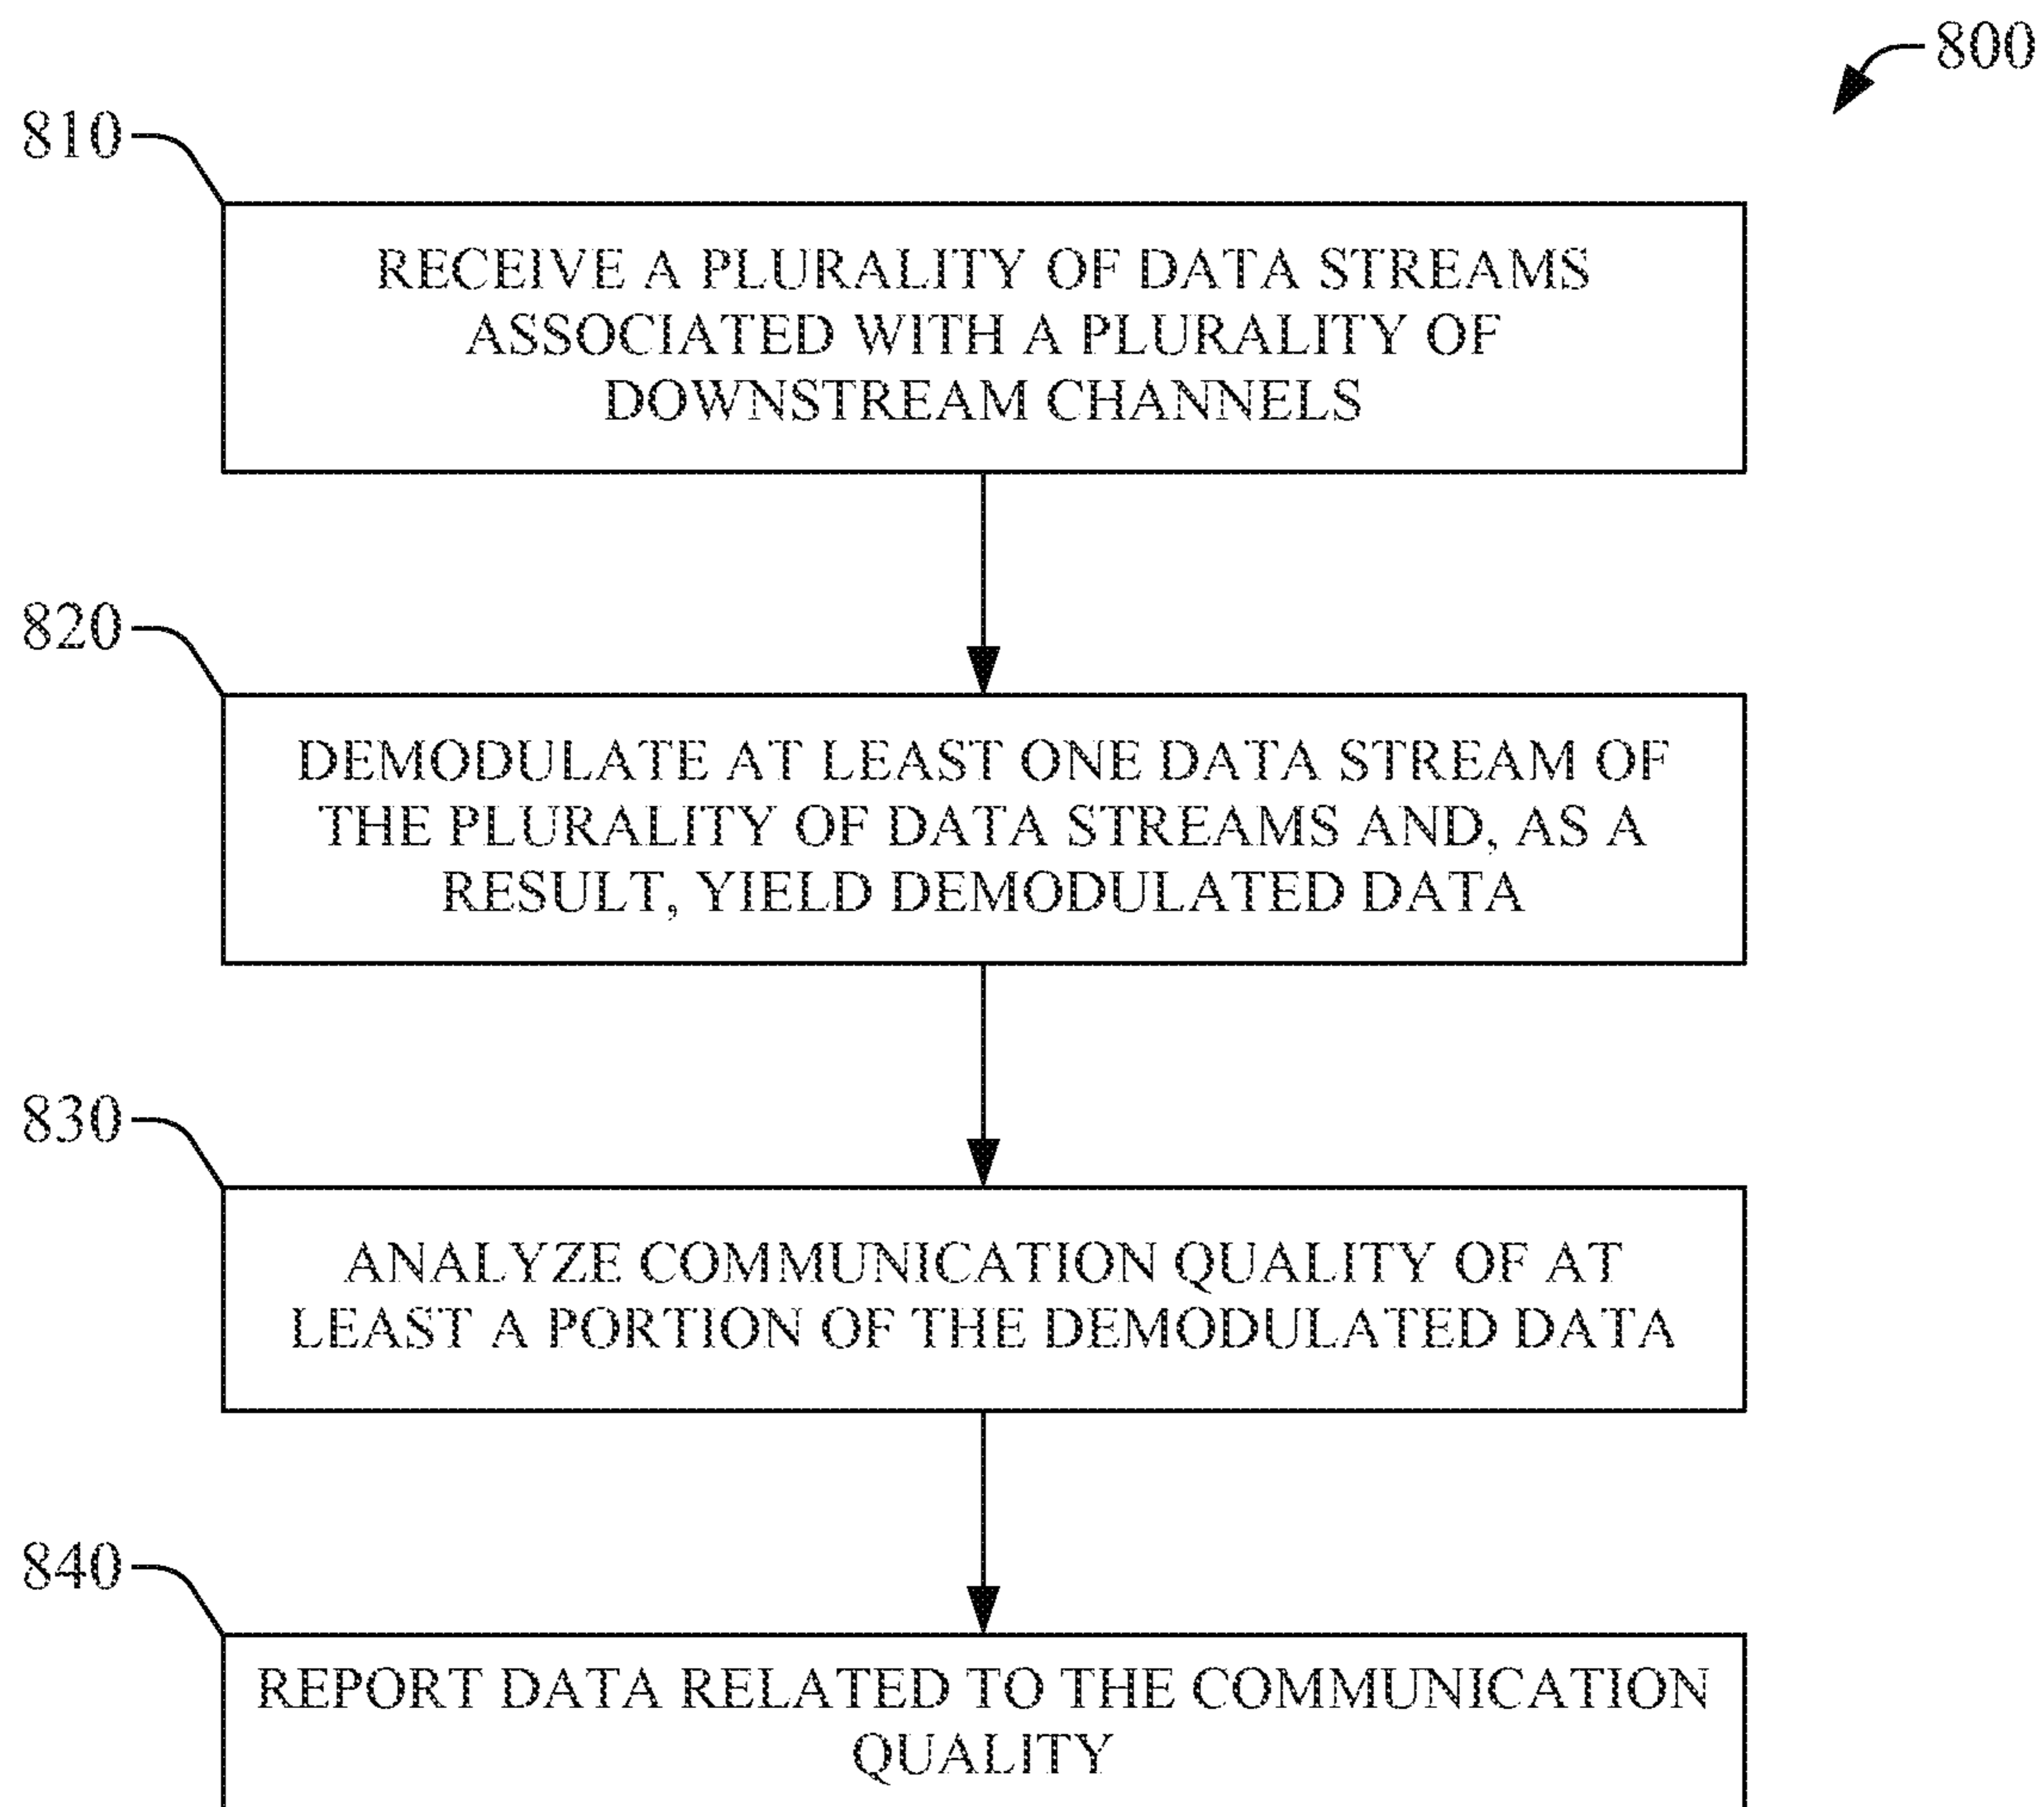 800
810
RECEIVE A PLURALITY OF DATA STREAMS
ASSOCIATED WITH A PLURALITY OF
DOWNSTREAM CHANNELS
820
DEMODULATE AT LEAST ONE DATA STREAM OF
THE PLURALITY OF DATA STREAMS AND, AS A
RESULT, YIELD DEMODULATED DATA
830
ANALYZE COMMUNICATION QUALITY OF AT
LEAST A PORTION OF THE DEMODULATED DATA
840
REPORT DATA RELATED TO THE COMMUNICATION
QUALITY